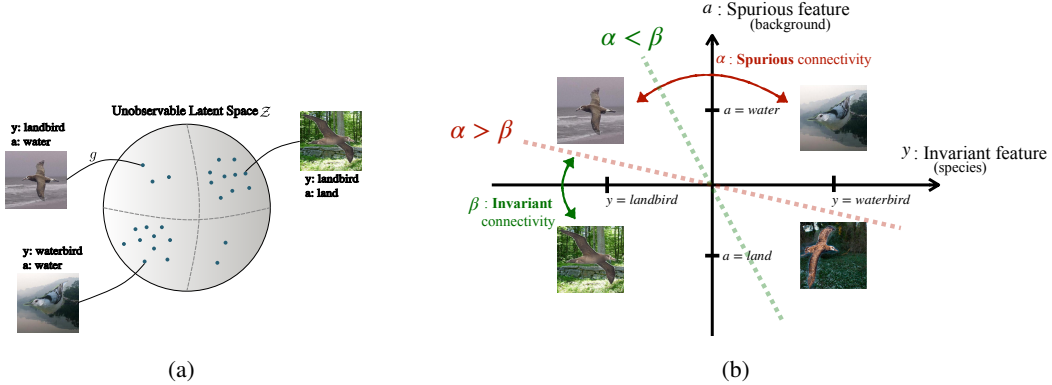 Unobservable Latent Space 𝒵
y: landbird
a: water
g
y: landbird
a: land
y: waterbird
a: water
(a)
a : Spurious feature
(background)
α < β
α : Spurious connectivity
a = water
α > β
y : Invariant feature
(species)
β : Invariant
connectivity
y = landbird
y = waterbird
a = land
(b)